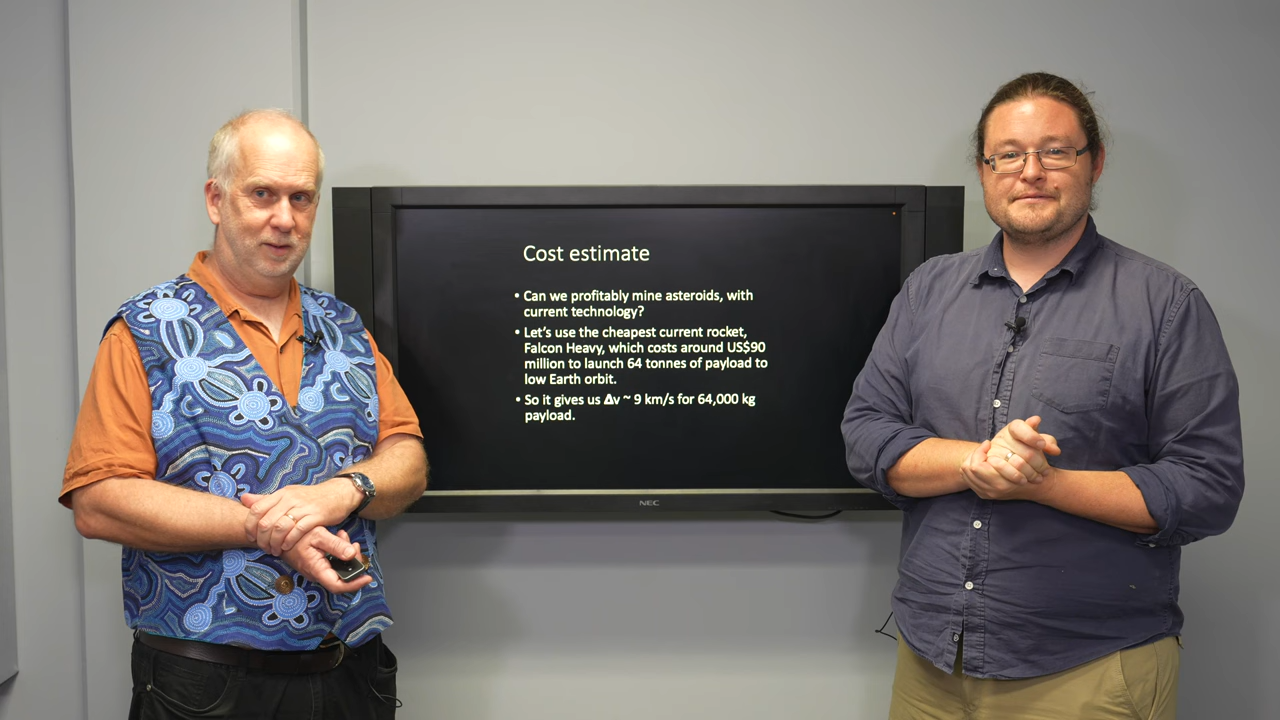 Cost estimate
• Can we profitably mine asteroids, with
current technology?
• Let's use the cheapest current rocket,
Falcon Heavy, which costs around US$90
million to launch 64 tonnes of payload to
low Earth orbit.
• So it gives us Δv ~ 9 km/s for 64,000 kg
payload.
NEC